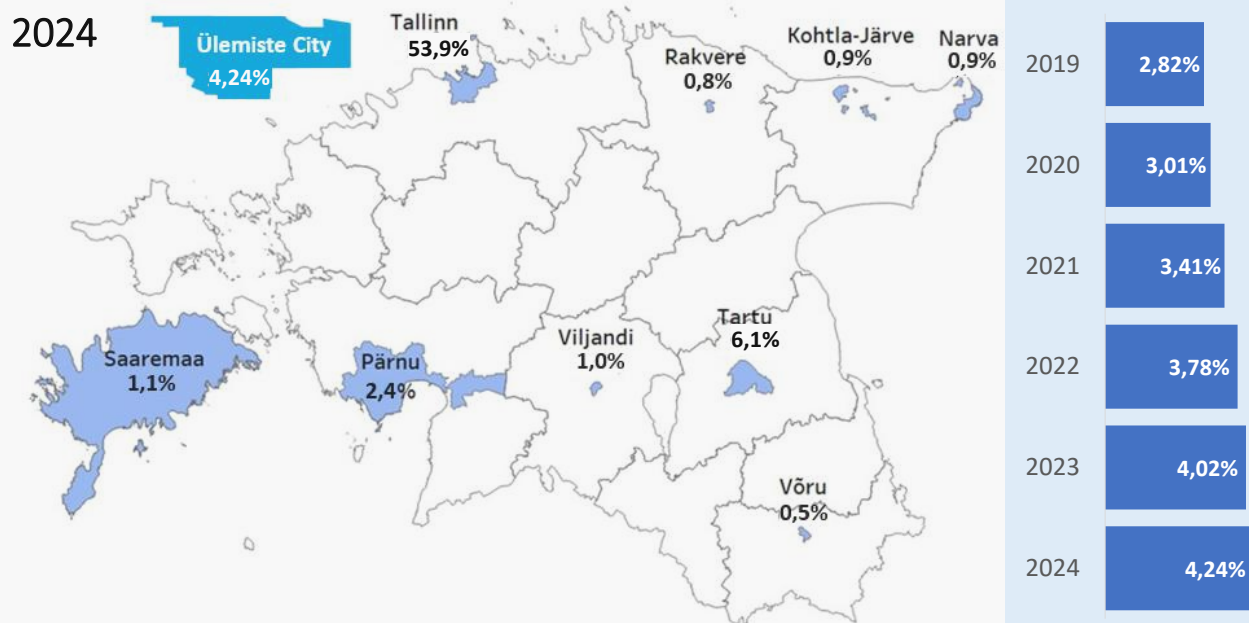 2024
Ülemiste City
4,24%
Tallinn
53,9%
Rakvere
0,8%
Kohtla-Järve
0,9%
Narva
0,9%
Saaremaa
1,1%
Pärnu
2,4%
Viljandi
1,0%
Tartu
6,1%
Võru
0,5%
2019 2,82%
2020 3,01%
2021 3,41%
2022 3,78%
2023 4,02%
2024 4,24%